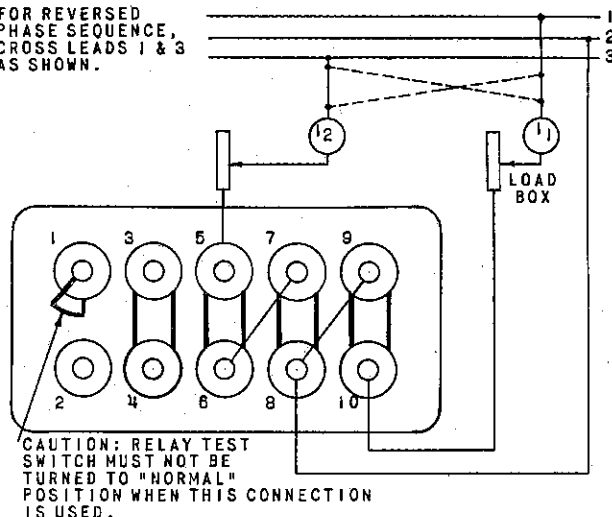 FOR REVERSED
PHASE SEQUENCE,
CROSS LEADS 1 & 3
AS SHOWN.
1
2
3
I2
I1
LOAD
BOX
1
3
5
7
9
2
4
6
8
10
CAUTION: RELAY TEST
SWITCH MUST NOT BE
TURNED TO "NORMAL"
POSITION WHEN THIS CONNECTION
IS USED.